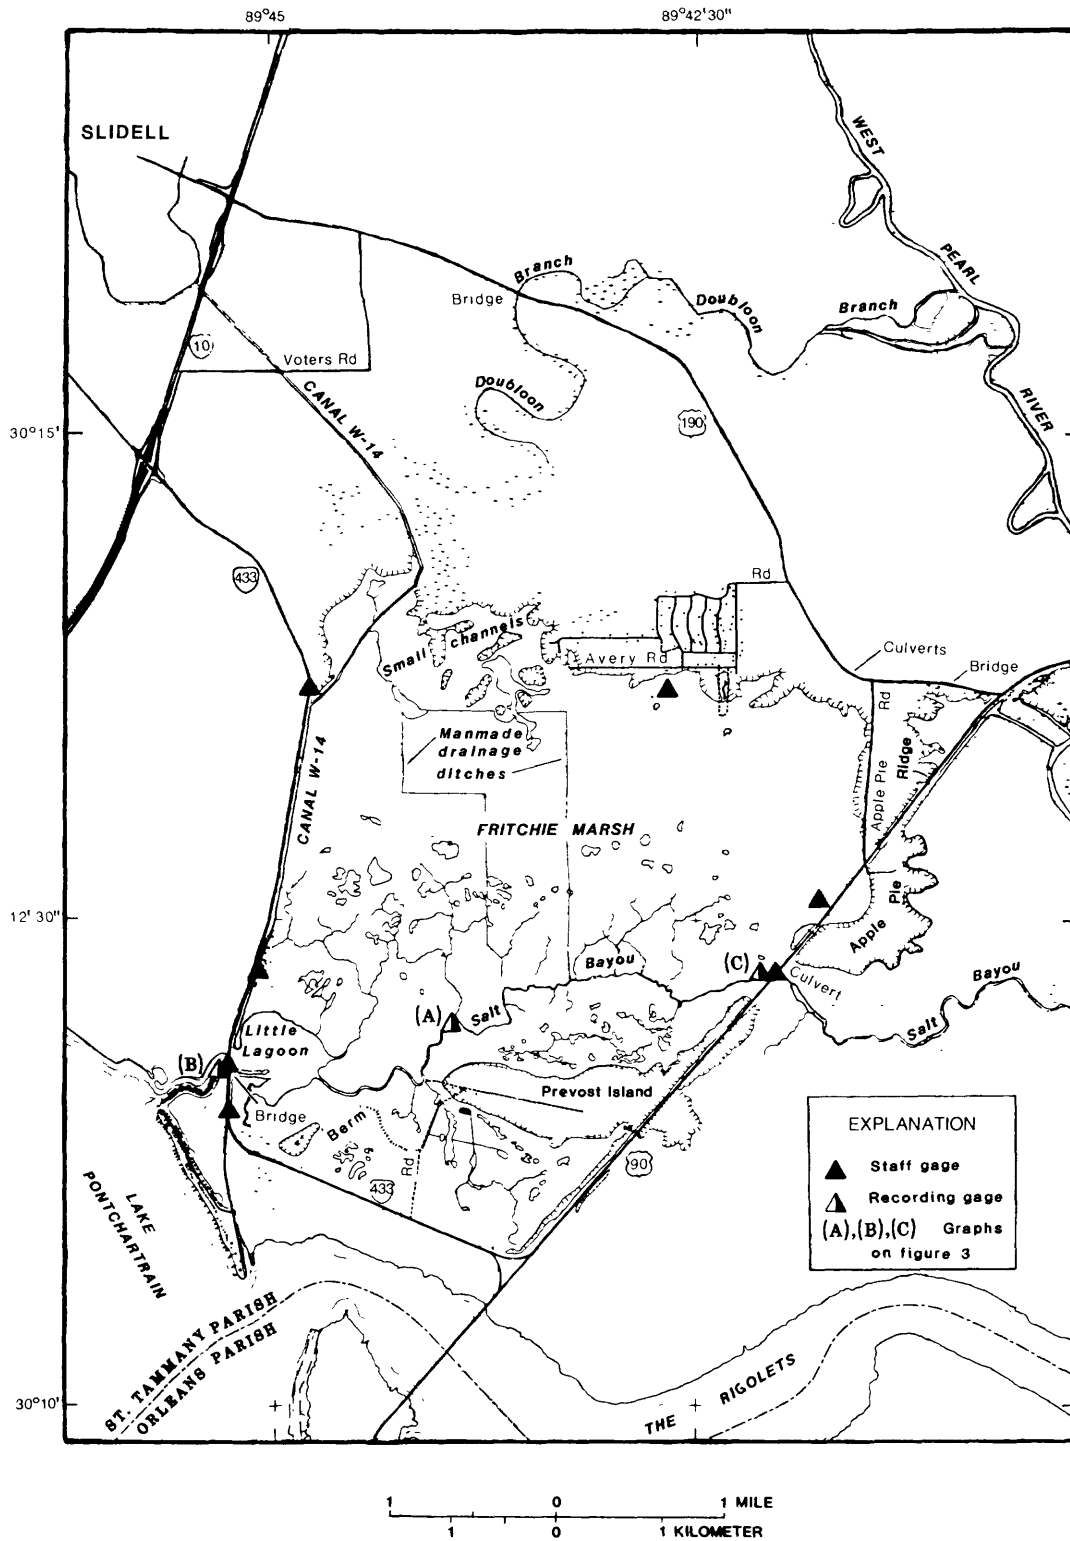 89°45
89°42'30"
SLIDELL
WEST
PEARL
RIVER
Branch
Bridge
Doubloon
Branch
10
Voters Rd
CANAL W-14
Doubloon
190
30°15'
433
Rd
Small channels
Avery Rd
Culverts
Bridge
Rd
Apple Pie
Ridge
Manmade
drainage
ditches
CANAL W-14
FRITCHIE MARSH
12'30"
Apple Pie
Bayou
(C)
Culvert
Bayou
Salt
(A)
Salt
Little
Lagoon
(B)
Prevost Island
Bridge
Berm
Rd
433
90
EXPLANATION
Staff gage
Recording gage
(A),(B),(C) Graphs
on figure 3
LAKE
PONTCHARTRAIN
ST. TAMMANY PARISH
ORLEANS PARISH
THE RIGOLETS
30°10'
1 0 1 MILE
1 0 1 KILOMETER